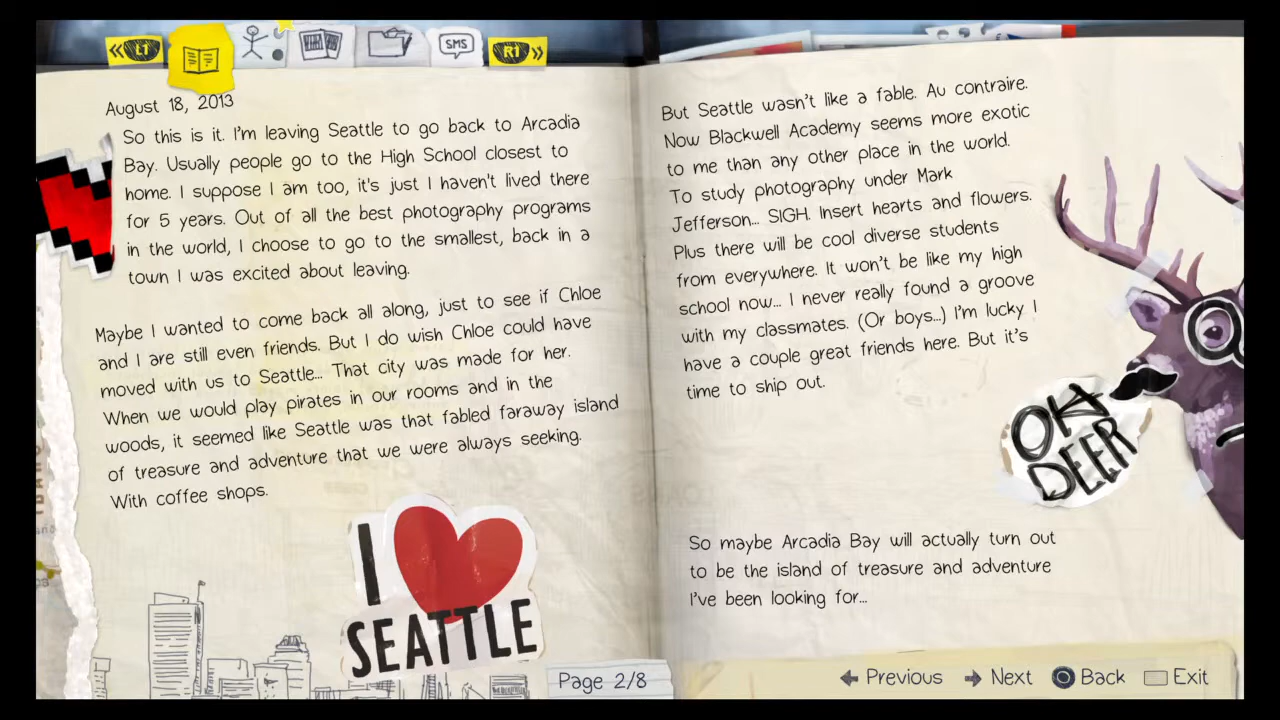 L1
SMS
R1
August 18, 2013
So this is it. I'm leaving Seattle to go back to Arcadia
Bay. Usually people go to the High School closest to
home. I suppose I am too, it's just I haven't lived there
for 5 years. Out of all the best photography programs
in the world, I choose to go to the smallest, back in a
town I was excited about leaving.
Maybe I wanted to come back all along, just to see if Chloe
and I are still even friends. But I do wish Chloe could have
moved with us to Seattle... That city was made for her.
When we would play pirates in our rooms and in the
woods, it seemed like Seattle was that fabled faraway island
of treasure and adventure that we were always seeking.
With coffee shops.
I
SEATTLE
But Seattle wasn't like a fable. Au contraire.
Now Blackwell Academy seems more exotic
to me than any other place in the world.
To study photography under Mark
Jefferson... SIGH. Insert hearts and flowers.
Plus there will be cool diverse students
from everywhere. It won't be like my high
school now... I never really found a groove
with my classmates. (Or boys...) I'm lucky I
have a couple great friends here. But it's
time to ship out.
OH
DEER
So maybe Arcadia Bay will actually turn out
to be the island of treasure and adventure
I've been looking for...
Page 2/8
Previous
Next
Back
Exit